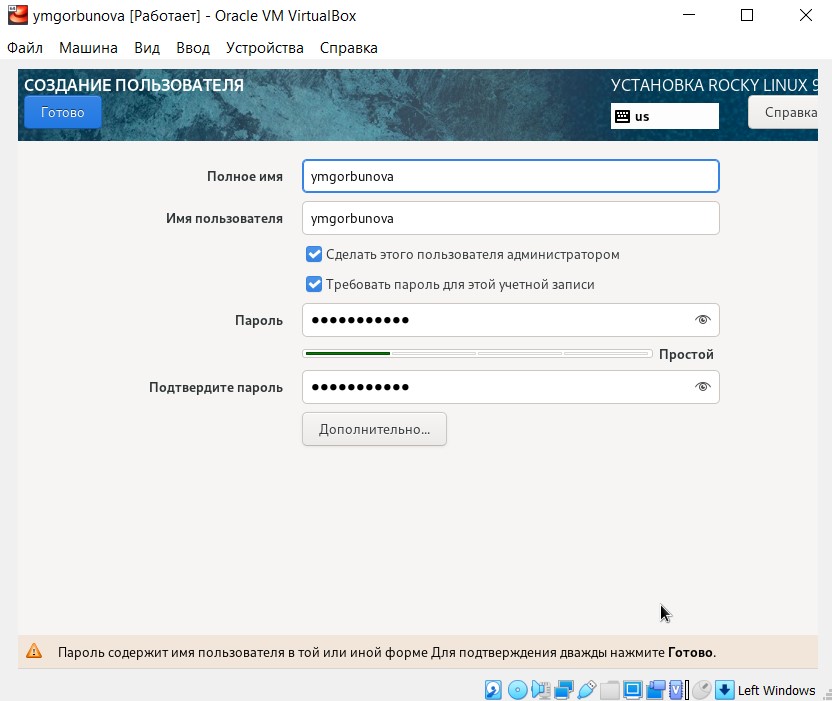 ymgorbunova [Работает] - Oracle VM VirtualBox
Файл Машина Вид Ввод Устройства Справка
СОЗДАНИЕ ПОЛЬЗОВАТЕЛЯ
УСТАНОВКА ROCKY LINUX 9
Готово
us
Справка
Полное имя
ymgorbunova
Имя пользователя
ymgorbunova
Сделать этого пользователя администратором
Требовать пароль для этой учетной записи
Пароль
●●●●●●●●●●●
Простой
Подтвердите пароль
●●●●●●●●●●●
Дополнительно...
Пароль содержит имя пользователя в той или иной форме Для подтверждения дважды нажмите Готово.
Left Windows